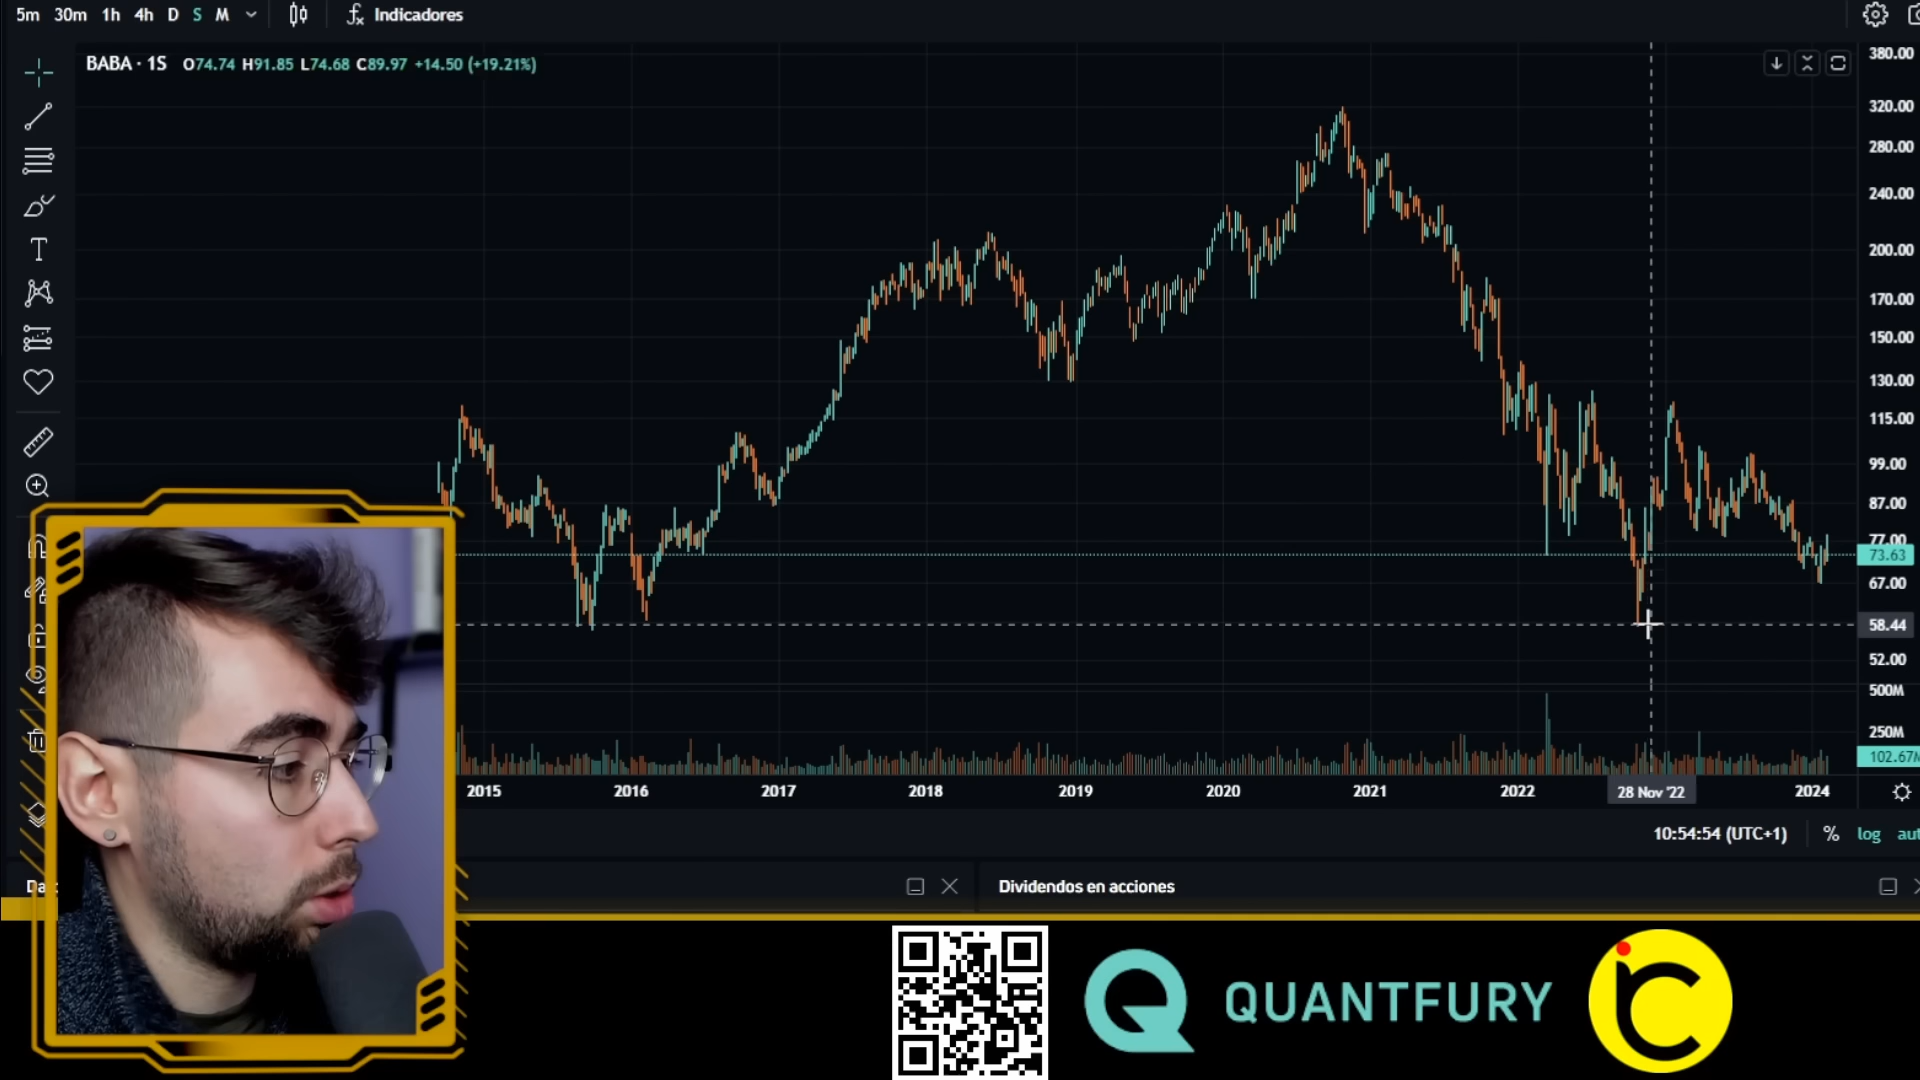 5m 30m 1h 4h D S M fx Indicadores
BABA · 1S O74.74 H91.85 L74.68 C89.97 +14.50 (+19.21%)
380.00
320.00
280.00
240.00
200.00
170.00
150.00
130.00
115.00
99.00
87.00
77.00
73.63
67.00
58.44
52.00
500M
250M
102.67M
T
2015 2016 2017 2018 2019 2020 2021 2022 28 Nov '22 2024
10:54:54 (UTC+1) % log
Dividendos en acciones
QUANTFURY